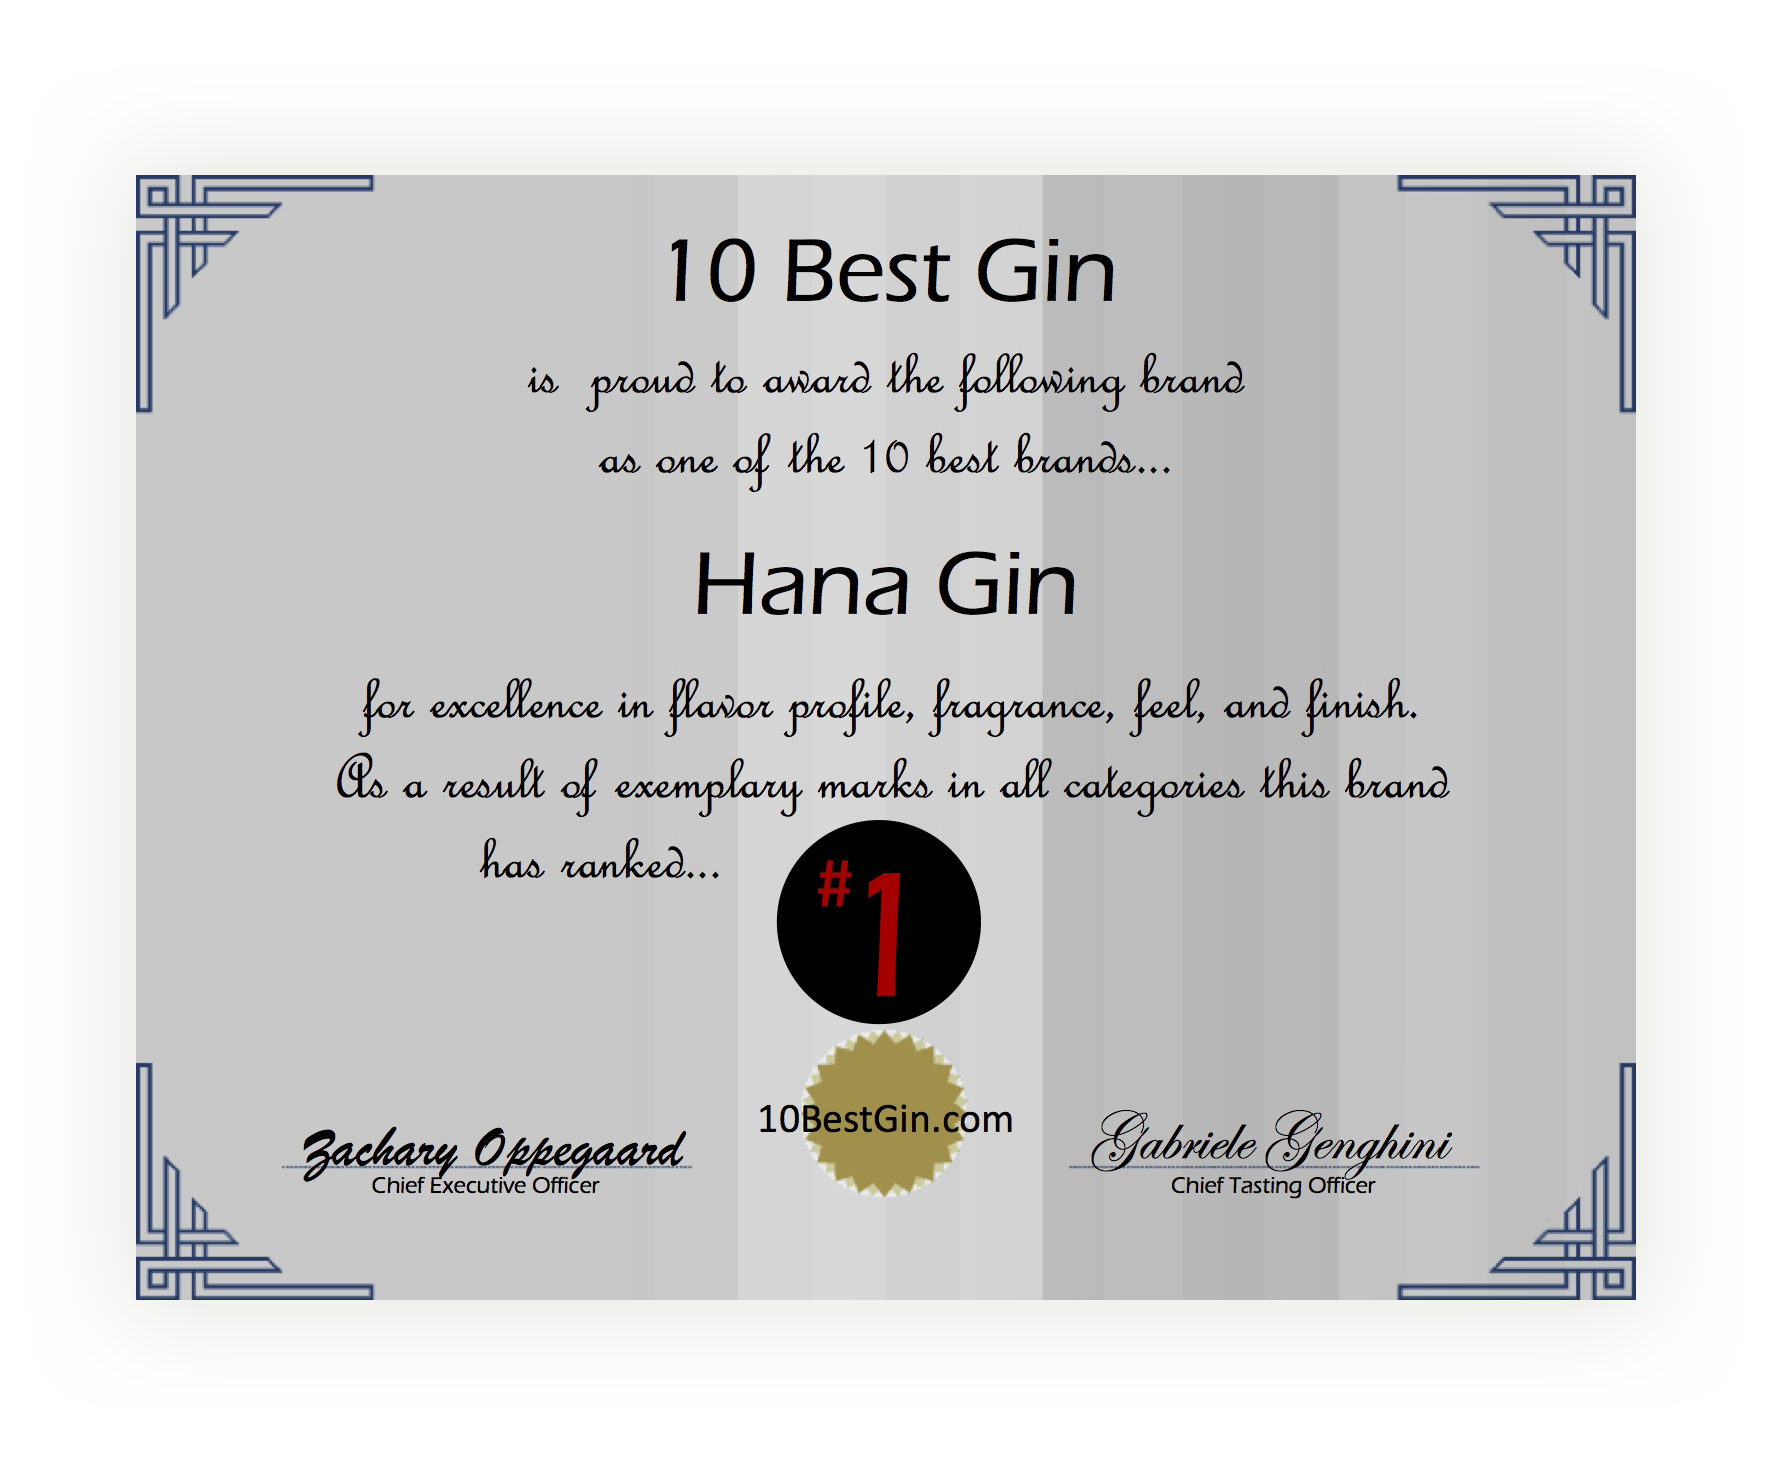 10 Best Gin
is proud to award the following brand
as one of the 10 best brands...
Hana Gin
for excellence in flavor profile, fragrance, feel, and finish.
As a result of exemplary marks in all categories this brand
has ranked...
#1
10BestGin.com
Zachary Oppegaard
Chief Executive Officer
Gabriele Genghini
Chief Tasting Officer